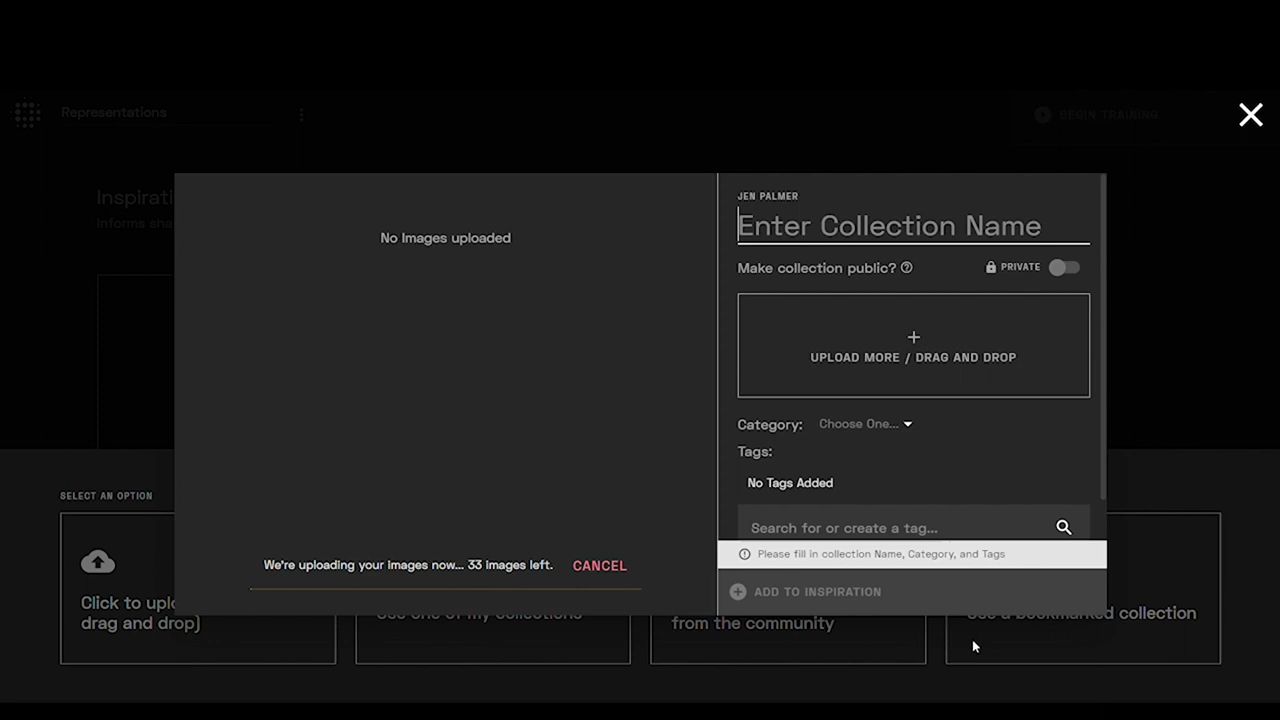 Representations
BEGIN TRAINING
Inspirati
Informs sha
No Images uploaded
We're uploading your images now... 33 images left.
CANCEL
JEN PALMER
Enter Collection Name
Make collection public?
PRIVATE
+
UPLOAD MORE / DRAG AND DROP
Category: Choose One...
Tags:
No Tags Added
Search for or create a tag...
Please fill in collection Name, Category, and Tags
ADD TO INSPIRATION
SELECT AN OPTION
Click to uplo
drag and drop)
Use one of my collections
from the community
Use a bookmarked collection